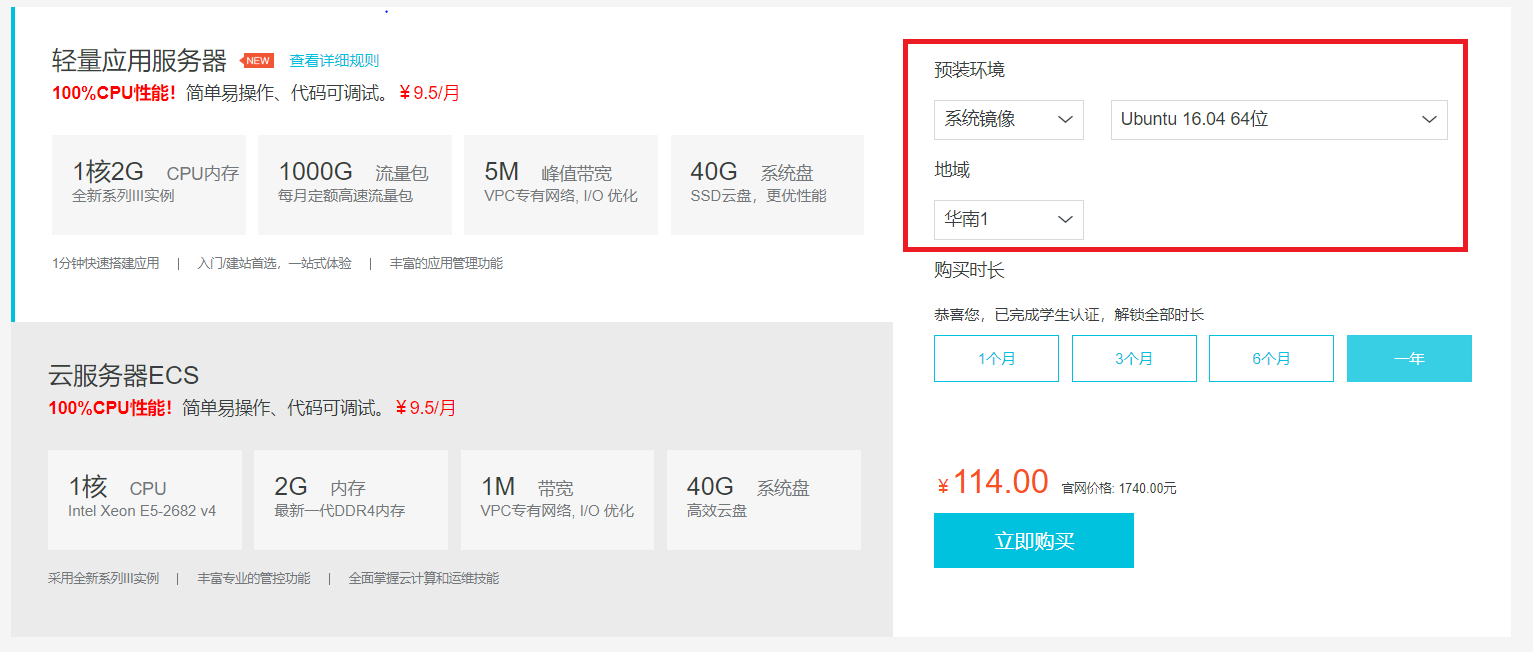 轻量应用服务器 NEW 查看详细规则
100%CPU性能！简单易操作、代码可调试。 ¥9.5/月
1核2G CPU内存
全新系列III实例
1000G 流量包
每月定额高速流量包
5M 峰值带宽
VPC专有网络, I/O 优化
40G 系统盘
SSD云盘，更优性能
1分钟快速搭建应用 | 入门/建站首选，一站式体验 | 丰富的应用管理功能
云服务器ECS
100%CPU性能！简单易操作、代码可调试。 ¥9.5/月
1核 CPU
Intel Xeon E5-2682 v4
2G 内存
最新一代DDR4内存
1M 带宽
VPC专有网络, I/O 优化
40G 系统盘
高效云盘
采用全新系列III实例 | 丰富专业的管控功能 | 全面掌握云计算和运维技能
预装环境
系统镜像 Ubuntu 16.04 64位
地域
华南1
购买时长
恭喜您，已完成学生认证，解锁全部时长
1个月 3个月 6个月 一年
¥114.00 官网价格: 1740.00元
立即购买